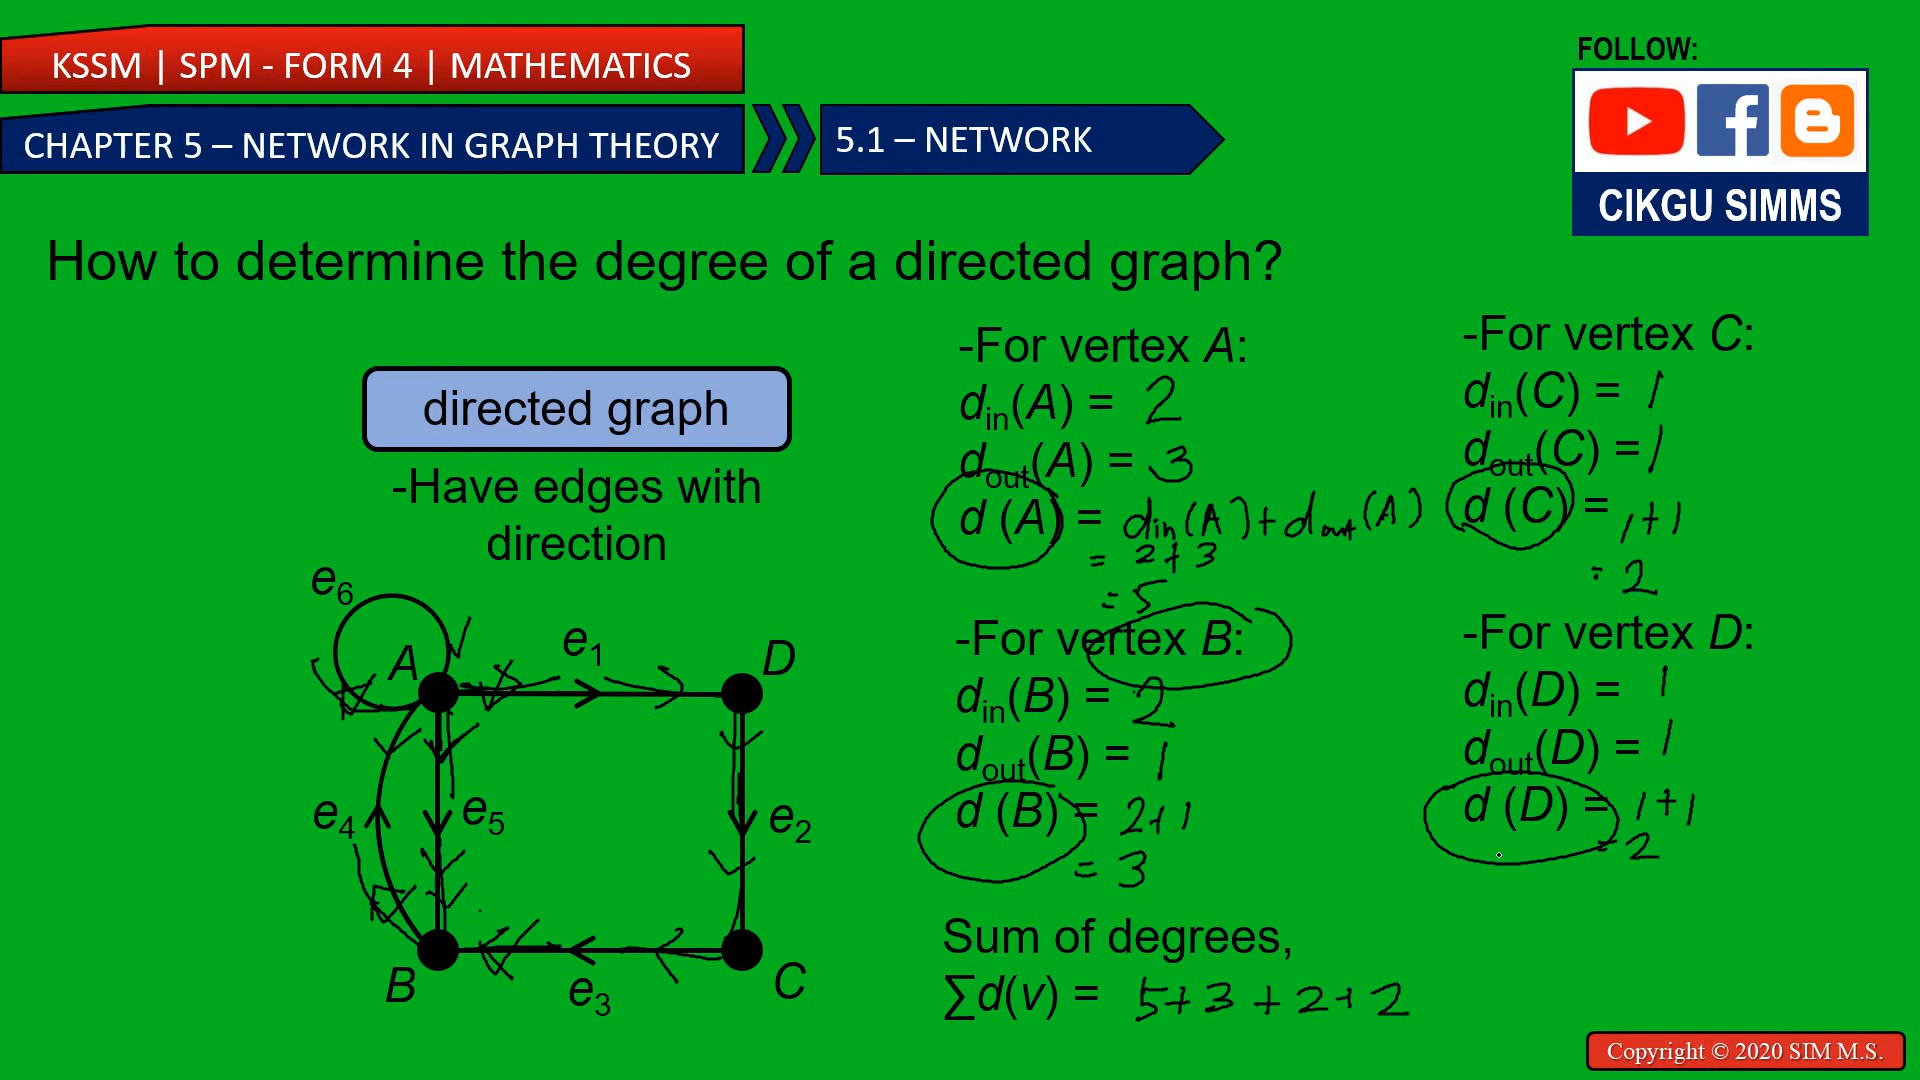 KSSM | SPM - FORM 4 | MATHEMATICS
CHAPTER 5 – NETWORK IN GRAPH THEORY
5.1 – NETWORK
FOLLOW:
CIKGU SIMMS
How to determine the degree of a directed graph?
directed graph
-Have edges with
direction
e6
A
e1
D
e4
e5
e2
B
e3
C
-For vertex A:
din(A) = 2
dout(A) = 3
d (A) = din(A) + dout(A)
= 2+3
= 5
-For vertex B:
din(B) = 2
dout(B) = 1
d (B) = 2+1
= 3
-For vertex C:
din(C) = 1
dout(C) = 1
d (C) = 1+1
= 2
-For vertex D:
din(D) = 1
dout(D) = 1
d (D) = 1+1
= 2
Sum of degrees,
∑d(v) = 5+3+2+2
Copyright © 2020 SIM M.S.